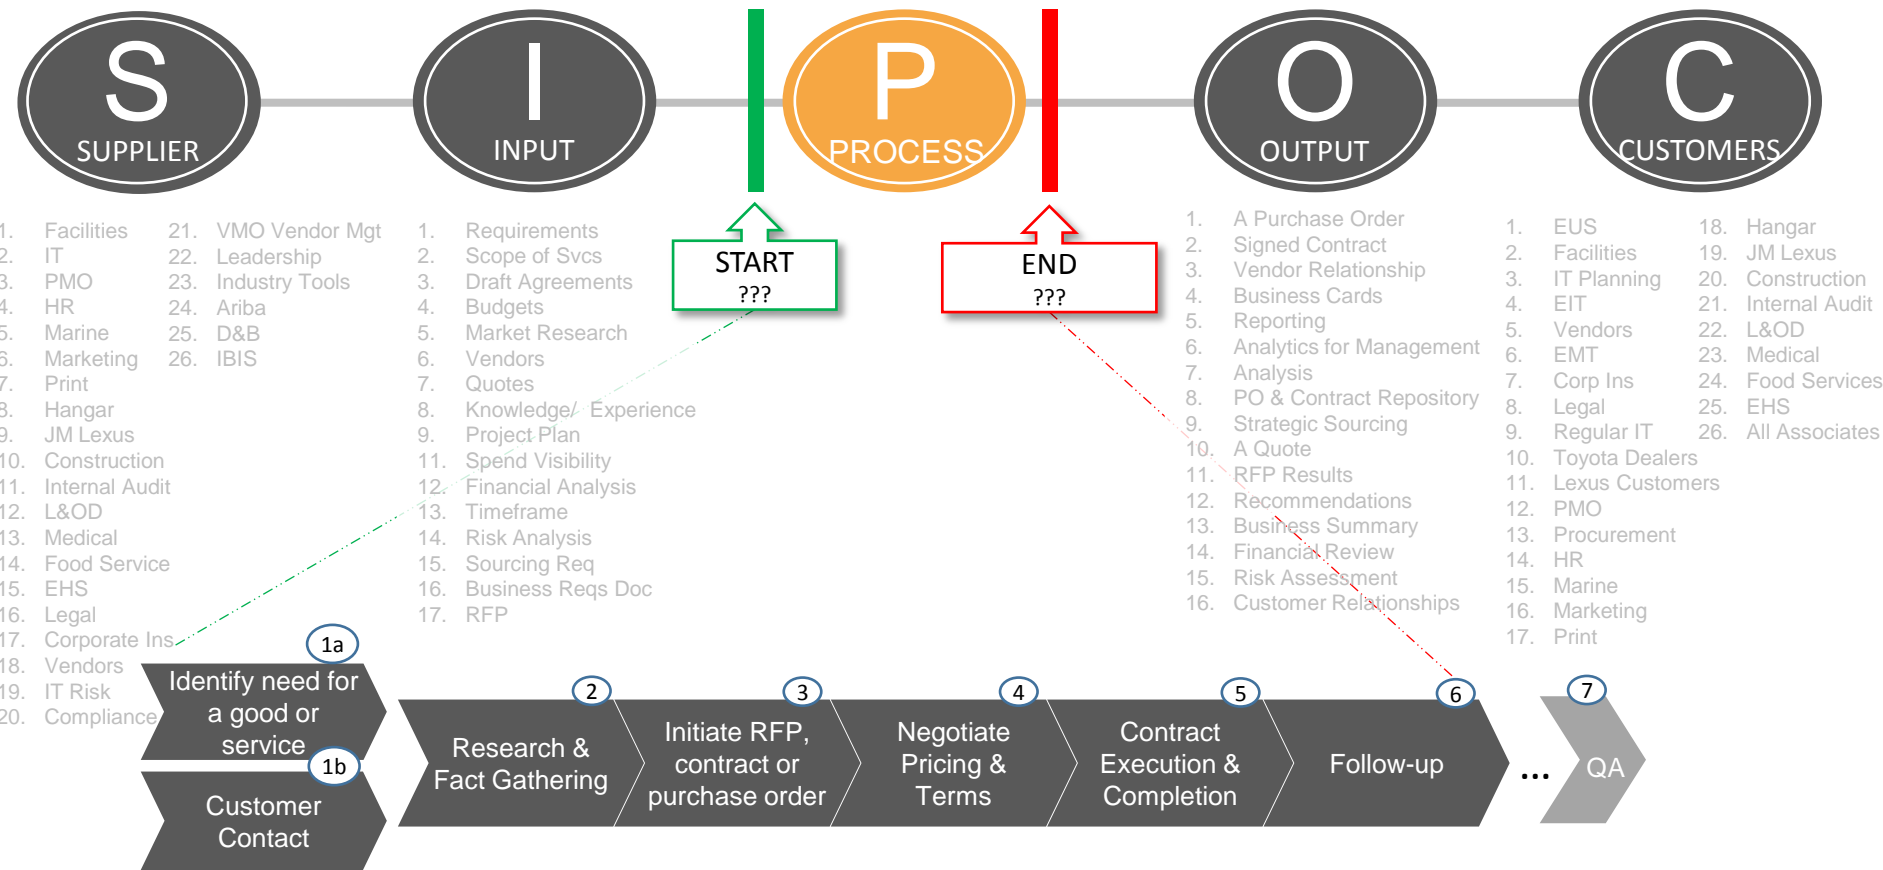 S
SUPPLIER
I
INPUT
P
PROCESS
O
OUTPUT
C
CUSTOMERS
START
???
END
???
1. Facilities
2. IT
3. PMO
4. HR
5. Marine
6. Marketing
7. Print
8. Hangar
9. JM Lexus
10. Construction
11. Internal Audit
12. L&OD
13. Medical
14. Food Service
15. EHS
16. Legal
17. Corporate Ins
18. Vendors
19. IT Risk
20. Compliance
21. VMO Vendor Mgt
22. Leadership
23. Industry Tools
24. Ariba
25. D&B
26. IBIS
1. Requirements
2. Scope of Svcs
3. Draft Agreements
4. Budgets
5. Market Research
6. Vendors
7. Quotes
8. Knowledge/ Experience
9. Project Plan
11. Spend Visibility
12. Financial Analysis
13. Timeframe
14. Risk Analysis
15. Sourcing Req
16. Business Reqs Doc
17. RFP
1. A Purchase Order
2. Signed Contract
3. Vendor Relationship
4. Business Cards
5. Reporting
6. Analytics for Management
7. Analysis
8. PO & Contract Repository
9. Strategic Sourcing
10. A Quote
11. RFP Results
12. Recommendations
13. Business Summary
14. Financial Review
15. Risk Assessment
16. Customer Relationships
1. EUS
2. Facilities
3. IT Planning
4. EIT
5. Vendors
6. EMT
7. Corp Ins
8. Legal
9. Regular IT
10. Toyota Dealers
11. Lexus Customers
12. PMO
13. Procurement
14. HR
15. Marine
16. Marketing
17. Print
18. Hangar
19. JM Lexus
20. Construction
21. Internal Audit
22. L&OD
23. Medical
24. Food Services
25. EHS
26. All Associates
1a
Identify need for
a good or
service
1b
Customer
Contact
2
Research &
Fact Gathering
3
Initiate RFP,
contract or
purchase order
4
Negotiate
Pricing &
Terms
5
Contract
Execution &
Completion
6
Follow-up
...
7
QA